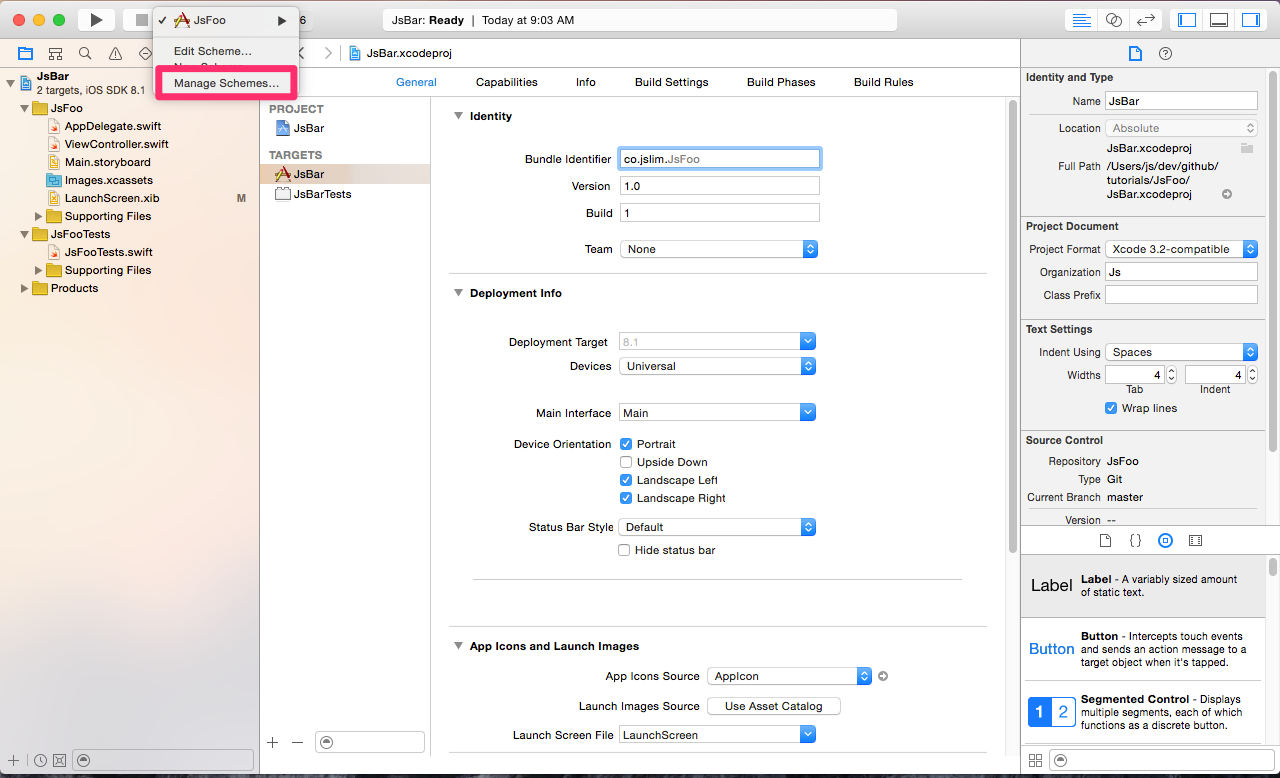 JsFoo
6
JsBar: Ready | Today at 9:03 AM
Edit Scheme...
Manage Schemes...
JsBar.xcodeproj
JsBar
2 targets, iOS SDK 8.1
JsFoo
AppDelegate.swift
ViewController.swift
Main.storyboard
Images.xcassets
LaunchScreen.xib M
Supporting Files
JsFooTests
JsFooTests.swift
Supporting Files
Products
PROJECT
JsBar
TARGETS
JsBar
JsBarTests
General Capabilities Info Build Settings Build Phases Build Rules
Identity
Bundle Identifier co.jslim.JsFoo
Version 1.0
Build 1
Team None
Deployment Info
Deployment Target 8.1
Devices Universal
Main Interface Main
Device Orientation Portrait
Upside Down
Landscape Left
Landscape Right
Status Bar Style Default
Hide status bar
App Icons and Launch Images
App Icons Source AppIcon
Launch Images Source Use Asset Catalog
Launch Screen File LaunchScreen
Identity and Type
Name JsBar
Location Absolute
JsBar.xcodeproj
Full Path /Users/js/dev/github/
tutorials/JsFoo/
JsBar.xcodeproj
Project Document
Project Format Xcode 3.2-compatible
Organization Js
Class Prefix
Text Settings
Indent Using Spaces
Widths 4 4
Tab Indent
Wrap lines
Source Control
Repository JsFoo
Type Git
Current Branch master
Version --
{}
Label Label - A variably sized amount
of static text.
Button Button - Intercepts touch events
and sends an action message to a
target object when it's tapped.
1 2 Segmented Control - Displays
multiple segments, each of which
functions as a discrete button.